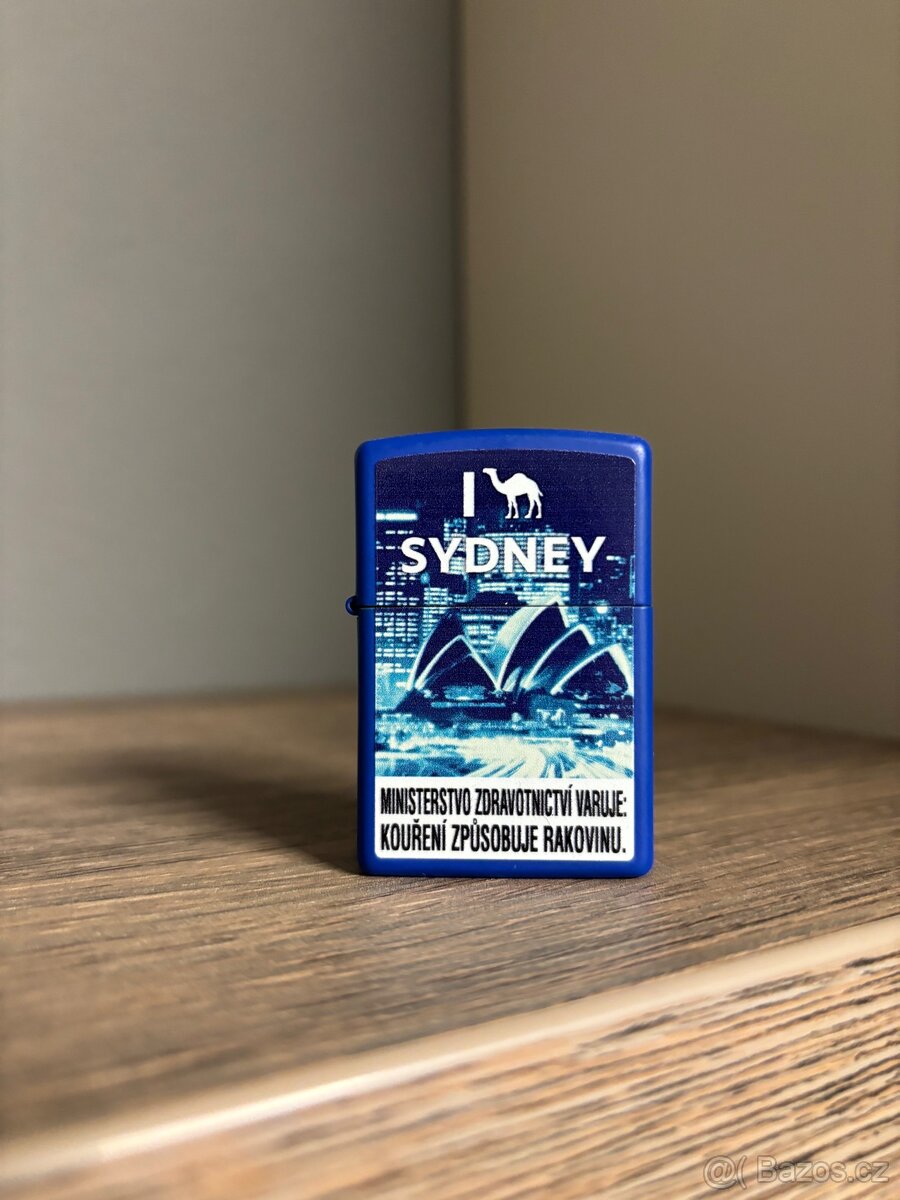 I
SYDNEY
MINISTERSTVO ZDRAVOTNICTVÍ VARUJE:
KOUŘENÍ ZPŮSOBUJE RAKOVINU.
@( Bazos.cz